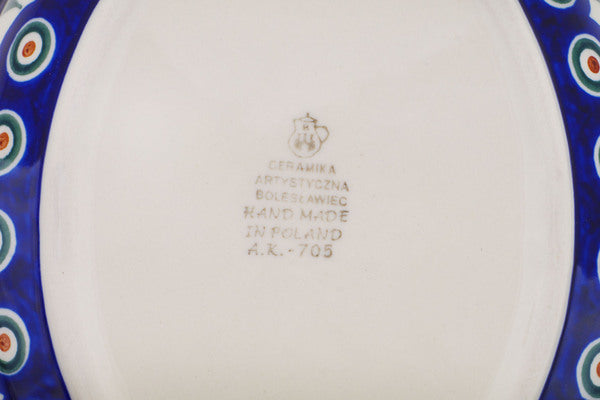 CERAMIKA
ARTYSTYCZNA
BOLESŁAWIEC
HAND MADE
IN POLAND
A.K.-705